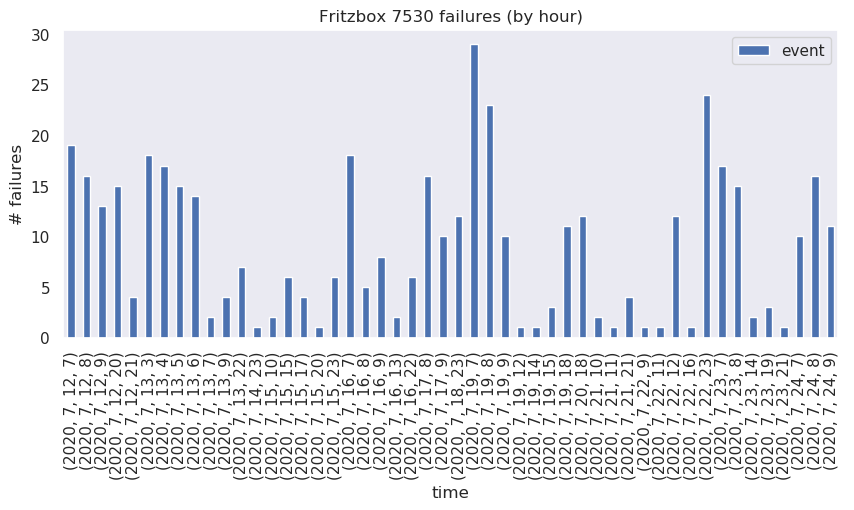 Fritzbox 7530 failures (by hour)
event
# failures
30
25
20
15
10
5
0
(2020, 7, 12, 7)
(2020, 7, 12, 8)
(2020, 7, 12, 9)
(2020, 7, 12, 20)
(2020, 7, 12, 21)
(2020, 7, 13, 3)
(2020, 7, 13, 4)
(2020, 7, 13, 5)
(2020, 7, 13, 6)
(2020, 7, 13, 7)
(2020, 7, 13, 9)
(2020, 7, 13, 22)
(2020, 7, 14, 23)
(2020, 7, 15, 10)
(2020, 7, 15, 15)
(2020, 7, 15, 17)
(2020, 7, 15, 20)
(2020, 7, 15, 23)
(2020, 7, 16, 7)
(2020, 7, 16, 8)
(2020, 7, 16, 9)
(2020, 7, 16, 13)
(2020, 7, 16, 22)
(2020, 7, 17, 8)
(2020, 7, 17, 9)
(2020, 7, 18, 23)
(2020, 7, 19, 7)
(2020, 7, 19, 8)
(2020, 7, 19, 9)
(2020, 7, 19, 12)
(2020, 7, 19, 14)
(2020, 7, 19, 15)
(2020, 7, 19, 18)
(2020, 7, 20, 18)
(2020, 7, 21, 10)
(2020, 7, 21, 11)
(2020, 7, 21, 21)
(2020, 7, 22, 9)
(2020, 7, 22, 11)
(2020, 7, 22, 12)
(2020, 7, 22, 16)
(2020, 7, 22, 23)
(2020, 7, 23, 7)
(2020, 7, 23, 8)
(2020, 7, 23, 14)
(2020, 7, 23, 19)
(2020, 7, 23, 21)
(2020, 7, 24, 7)
(2020, 7, 24, 8)
(2020, 7, 24, 9)
time